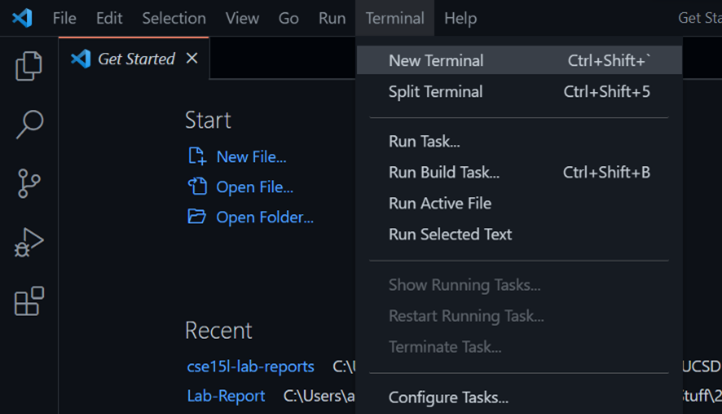 File Edit Selection View Go Run Terminal Help Get Sta
Get Started
New Terminal Ctrl+Shift+`
Split Terminal Ctrl+Shift+5
Start
Run Task...
New File...
Run Build Task... Ctrl+Shift+B
Open File...
Run Active File
Open Folder...
Run Selected Text
Show Running Tasks...
Restart Running Task...
Recent
Terminate Task...
cse15l-lab-reports C:\U UCSD
Lab-Report C:\Users\a tuff\2
Configure Tasks...